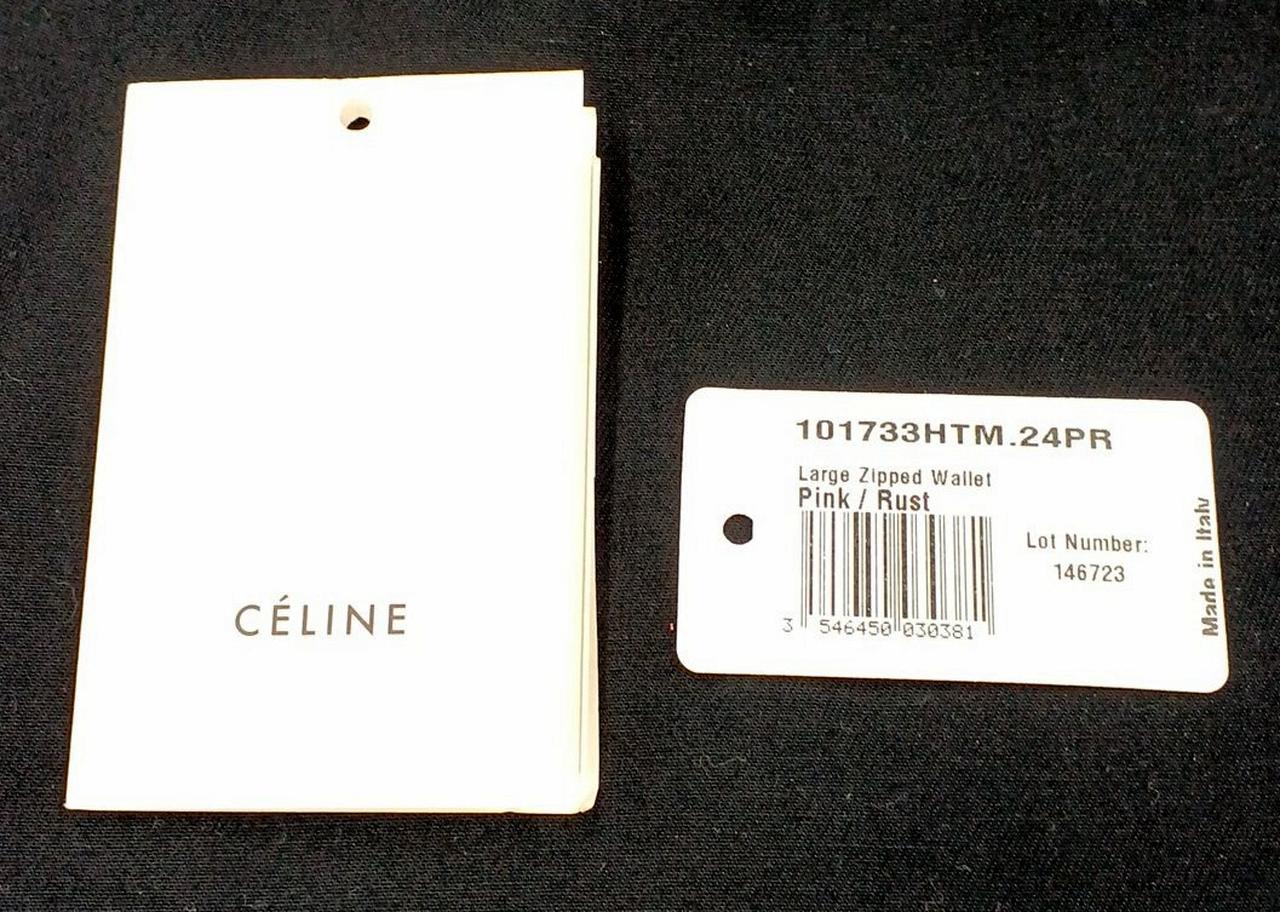 CÉLINE
101733HTM.24PR
Large Zipped Wallet
Pink / Rust
Lot Number:
146723
3 546450 030381
Made in Italy